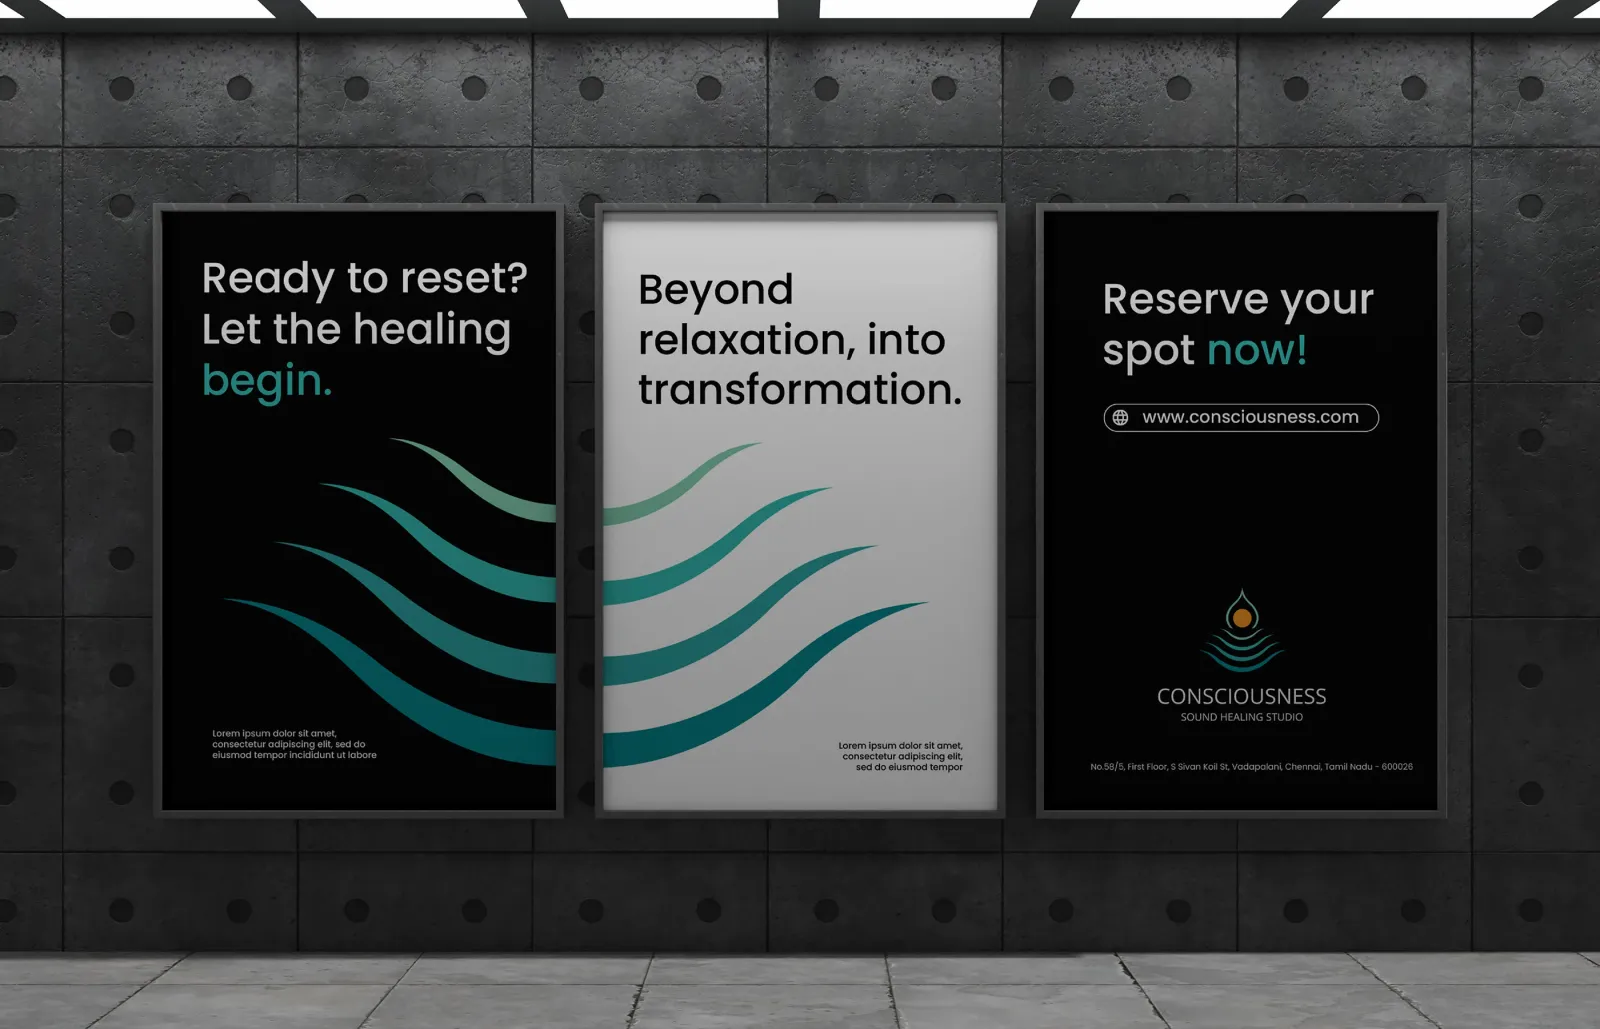 Ready to reset?
Let the healing
begin.
Lorem ipsum dolor sit amet,
consectetur adipiscing elit, sed do
eiusmod tempor incididunt ut labore
Beyond
relaxation, into
transformation.
Lorem ipsum dolor sit amet,
consectetur adipiscing elit,
sed do eiusmod tempor
Reserve your
spot now!
www.consciousness.com
CONSCIOUSNESS
SOUND HEALING STUDIO
No.59/5, First Floor, S Sivan Koil St, Vadapalani, Chennai, Tamil Nadu - 600026